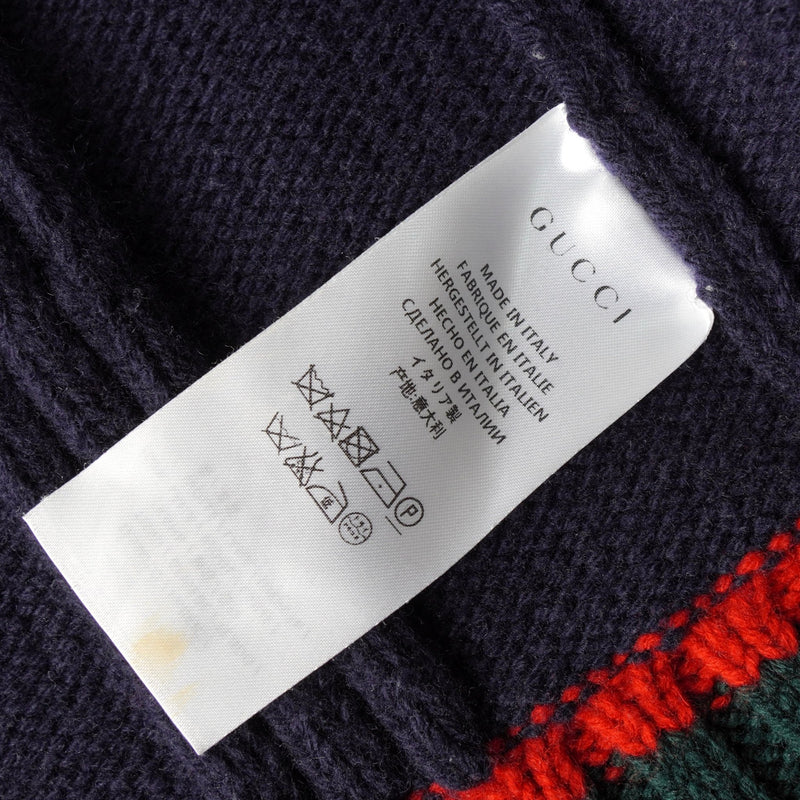 GUCCI
MADE IN ITALY
FABRIQUE EN ITALIE
HERGESTELLT IN ITALIEN
HECHO EN ITALIA
СДЕЛАНО В ИТАЛИИ
イタリア製
产地:意大利
P
低